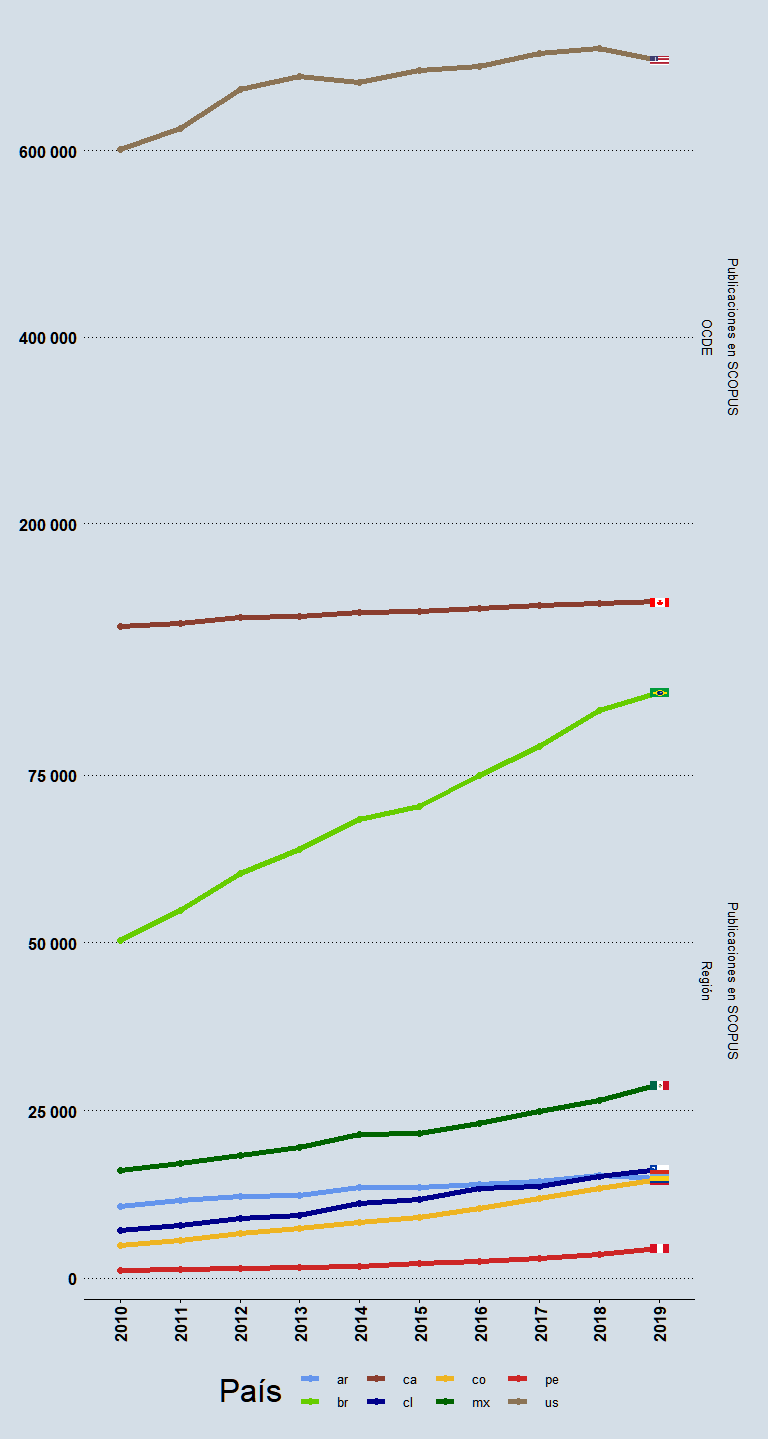 600 000
400 000
200 000
Publicaciones en SCOPUS
OCDE
75 000
50 000
25 000
0
Publicaciones en SCOPUS
Región
2010 2011 2012 2013 2014 2015 2016 2017 2018 2019
País
ar ca co pe
br cl mx us